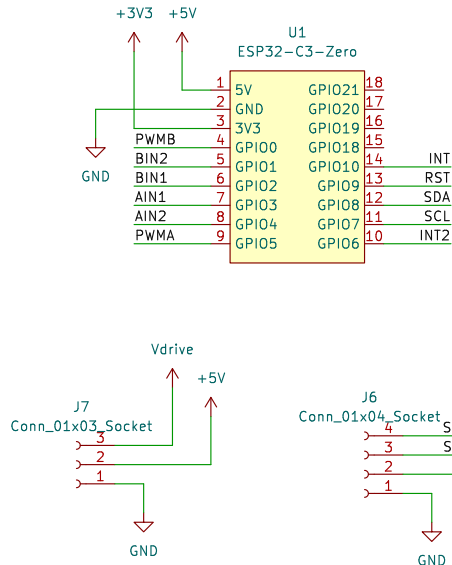 +3V3 +5V
U1
ESP32-C3-Zero
1 5V GPIO21 18
2 GND GPIO20 17
3 3V3 GPIO19 16
PWMB 4 GPIO0 GPIO18 15
BIN2 5 GPIO1 GPIO10 14 INT
BIN1 6 GPIO2 GPIO9 13 RST
AIN1 7 GPIO3 GPIO8 12 SDA
AIN2 8 GPIO4 GPIO7 11 SCL
PWMA 9 GPIO5 GPIO6 10 INT2
GND
Vdrive
+5V
J7
Conn_01x03_Socket
3
2
1
GND
J6
Conn_01x04_Socket
4 S
3 S
2
1
GND